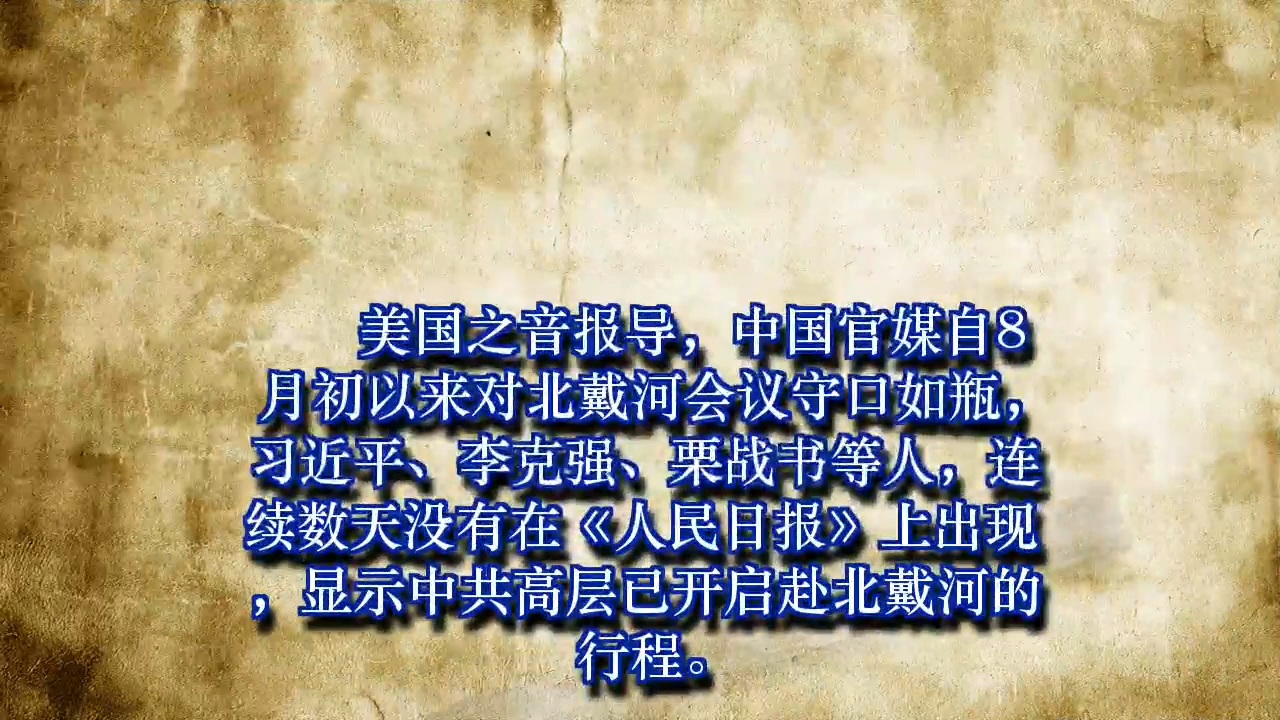 美国之音报导，中国官媒自8
月初以来对北戴河会议守口如瓶，
习近平、李克强、栗战书等人，连
续数天没有在《人民日报》上出现
，显示中共高层已开启赴北戴河的
行程。